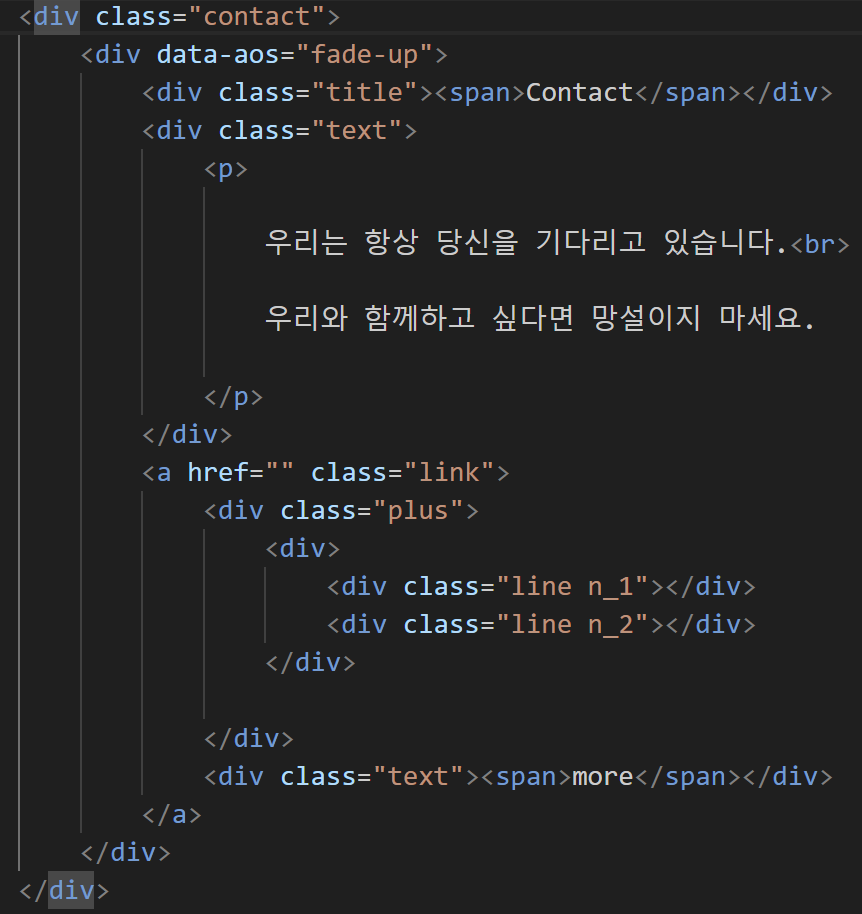 <div class="contact">
<div data-aos="fade-up">
<div class="title"><span>Contact</span></div>
<div class="text">
<p>
우리는 항상 당신을 기다리고 있습니다.<br>
우리와 함께하고 싶다면 망설이지 마세요.
</p>
</div>
<a href="" class="link">
<div class="plus">
<div>
<div class="line n_1"></div>
<div class="line n_2"></div>
</div>
</div>
<div class="text"><span>more</span></div>
</a>
</div>
</div>